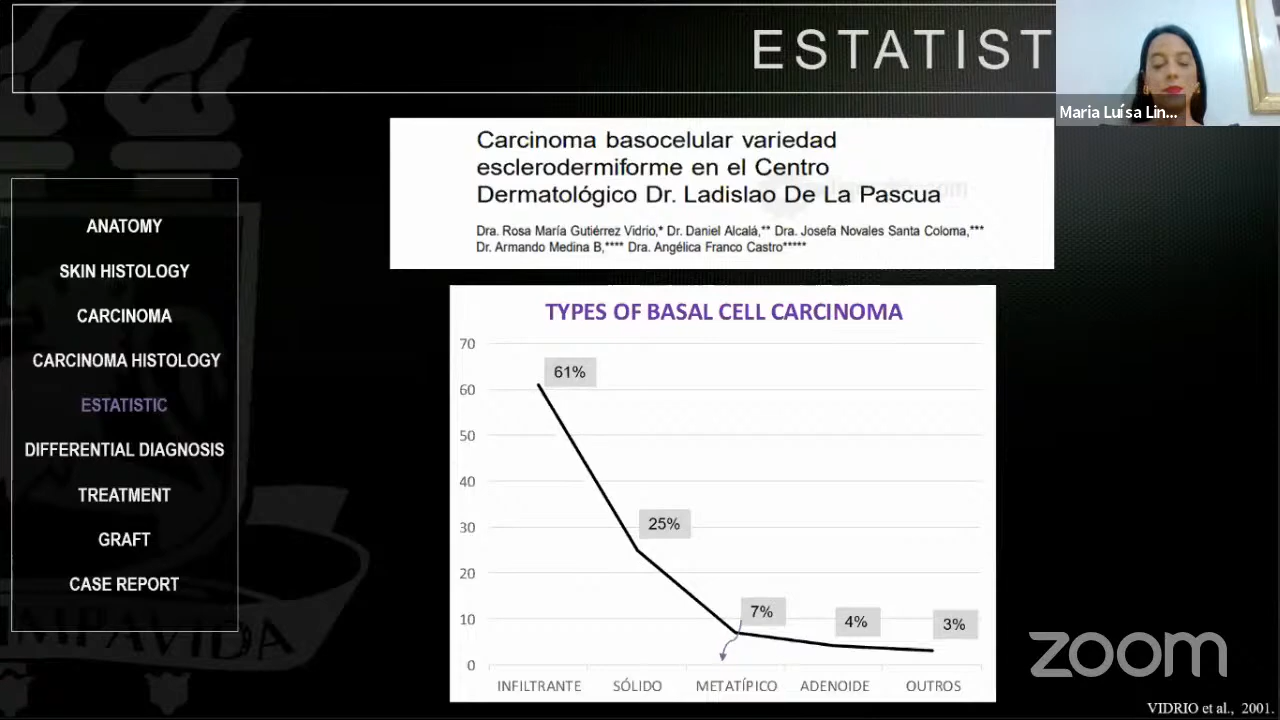 ESTATIST
Maria Luísa Lin...
Carcinoma basocelular variedad
esclerodermiforme en el Centro
Dermatológico Dr. Ladislao De La Pascua
Dra. Rosa María Gutiérrez Vidrio,* Dr. Daniel Alcalá,** Dra. Josefa Novales Santa Coloma,***
Dr. Armando Medina B,**** Dra. Angélica Franco Castro*****
ANATOMY
SKIN HISTOLOGY
CARCINOMA
CARCINOMA HISTOLOGY
ESTATISTIC
DIFFERENTIAL DIAGNOSIS
TREATMENT
GRAFT
CASE REPORT
TYPES OF BASAL CELL CARCINOMA
70
60
50
40
30
20
10
0
61%
25%
7%
4%
3%
INFILTRANTE SÓLIDO METATÍPICO ADENOIDE OUTROS
zoom
VIDRIO et al., 2001.